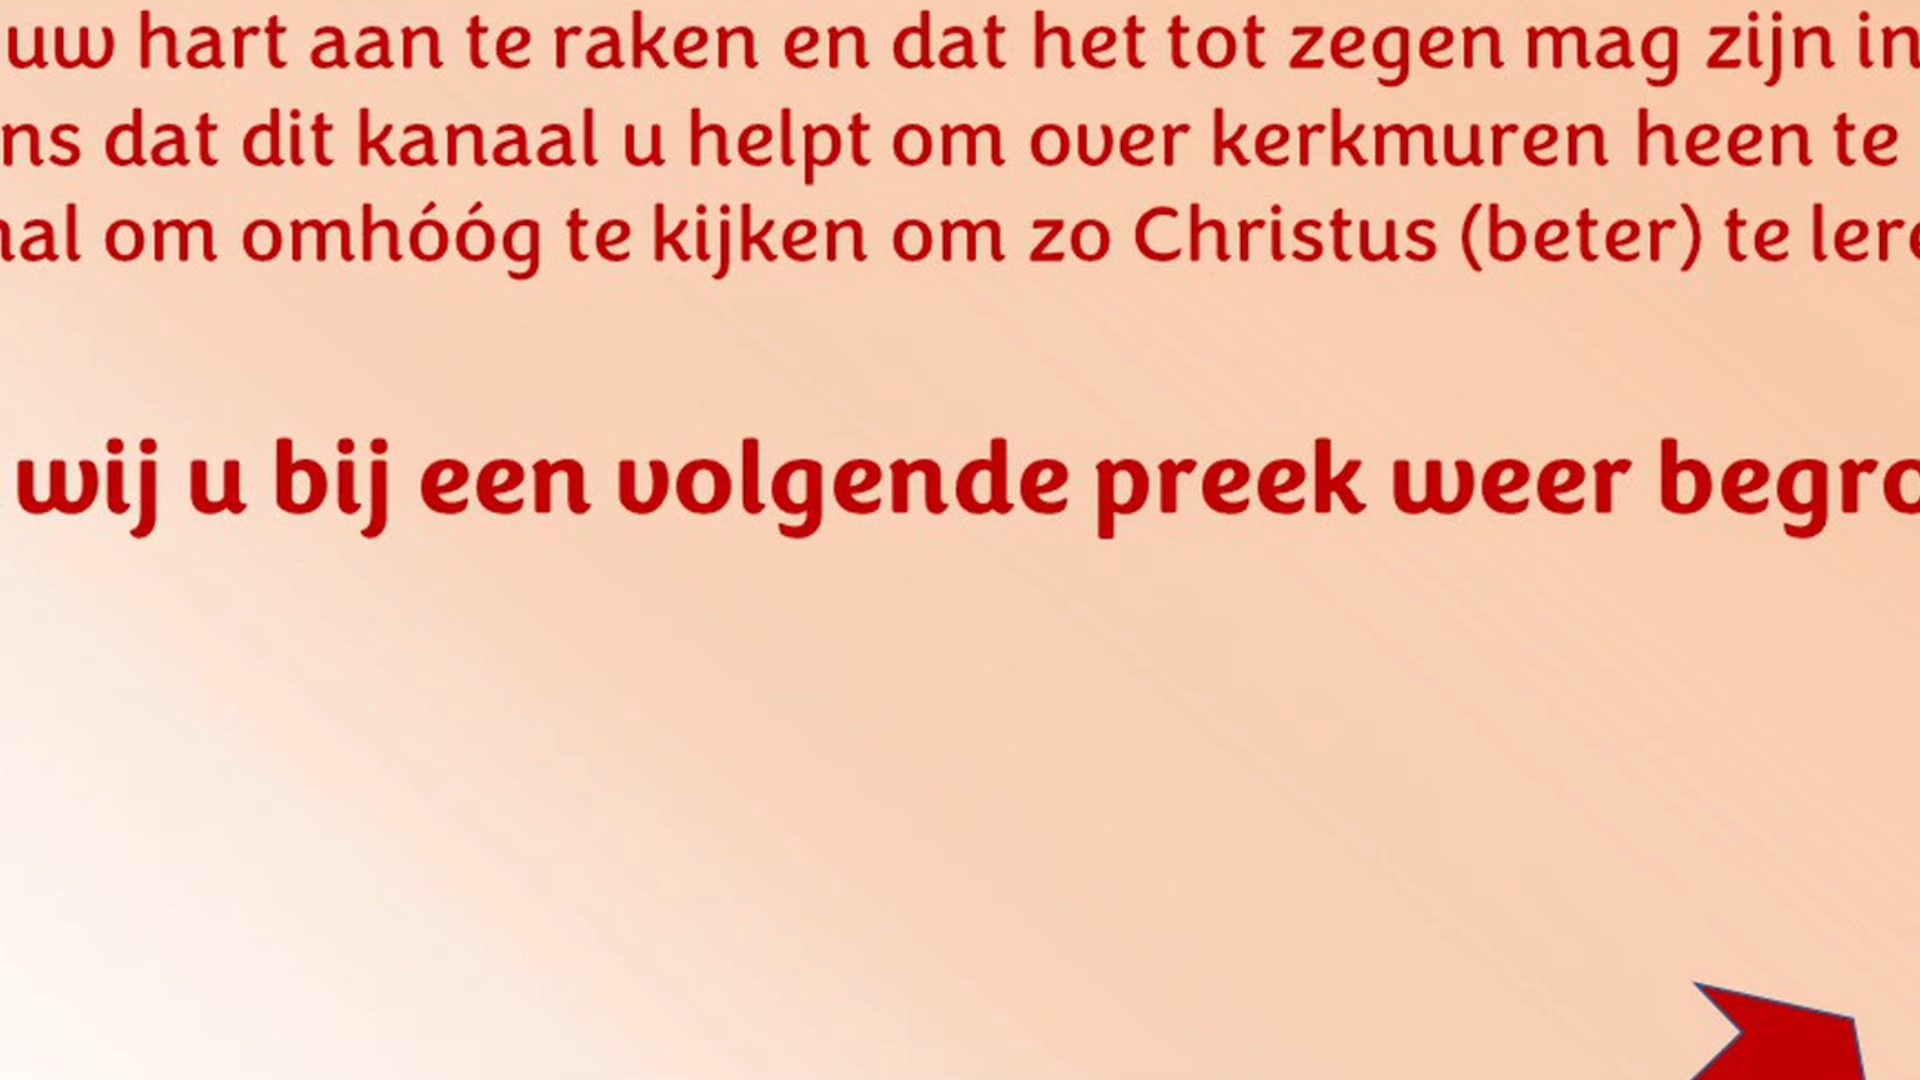 uw hart aan te raken en dat het tot zegen mag zijn in
ns dat dit kanaal u helpt om over kerkmuren heen te
al om omhóóg te kijken om zo Christus (beter) te lere
wij u bij een volgende preek weer begro